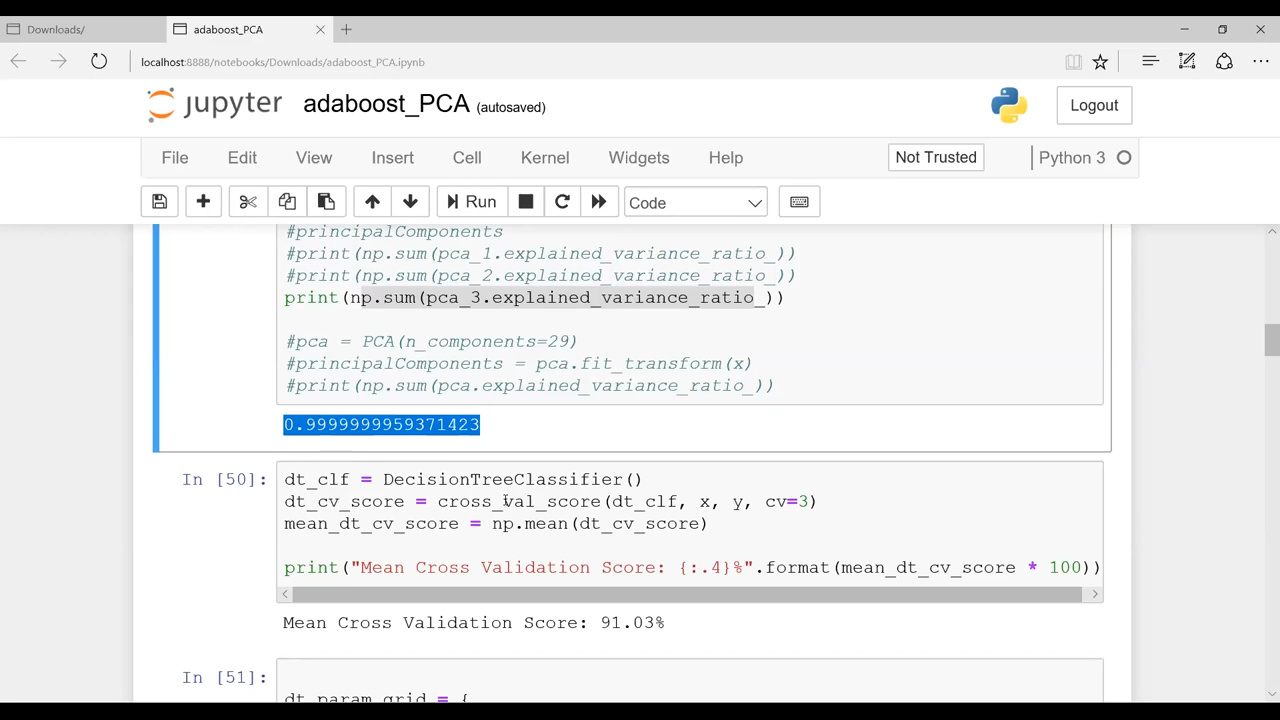 Downloads/
adaboost_PCA
localhost:8888/notebooks/Downloads/adaboost_PCA.ipynb
jupyter adaboost_PCA (autosaved)
Logout
File Edit View Insert Cell Kernel Widgets Help
Not Trusted
Python 3
Run
Code
#principalComponents
#print(np.sum(pca_1.explained_variance_ratio_))
#print(np.sum(pca_2.explained_variance_ratio_))
print(np.sum(pca_3.explained_variance_ratio_))
#pca = PCA(n_components=29)
#principalComponents = pca.fit_transform(x)
#print(np.sum(pca.explained_variance_ratio_))
0.9999999959371423
In [50]:
dt_clf = DecisionTreeClassifier()
dt_cv_score = cross_val_score(dt_clf, x, y, cv=3)
mean_dt_cv_score = np.mean(dt_cv_score)
print("Mean Cross Validation Score: {:.4}%".format(mean_dt_cv_score * 100))
Mean Cross Validation Score: 91.03%
In [51]:
dt_param_grid = {